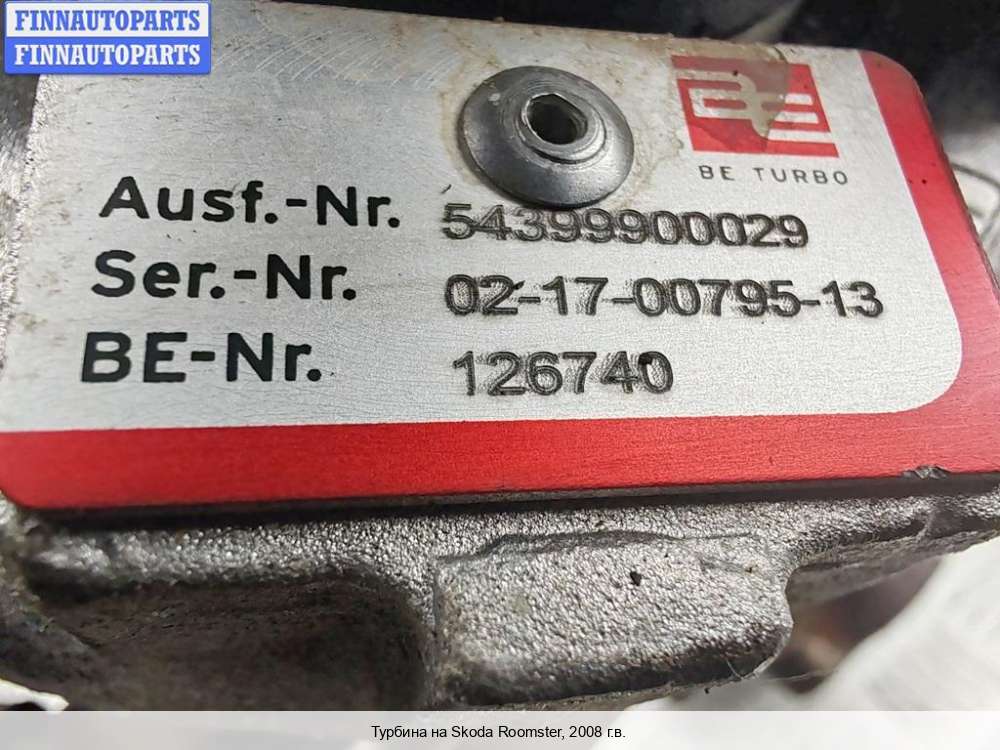 FINNAUTOPARTS
FINNAUTOPARTS
BE TURBO
Ausf.-Nr. 54399900029
Ser.-Nr. 02-17-00795-13
BE-Nr. 126740
Турбина на Skoda Roomster, 2008 г.в.